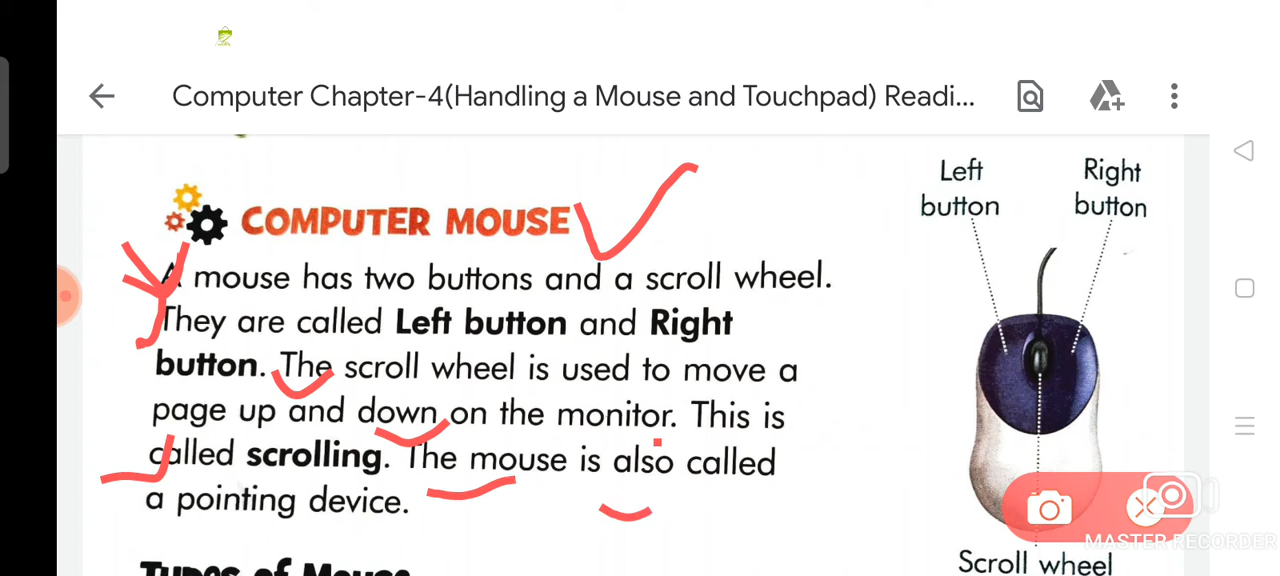 Computer Chapter-4(Handling a Mouse and Touchpad) Readi...
COMPUTER MOUSE
A mouse has two buttons and a scroll wheel.
They are called Left button and Right
button. The scroll wheel is used to move a
page up and down on the monitor. This is
called scrolling. The mouse is also called
a pointing device.
Types of Mouse
Left
button
Right
button
Scroll wheel
MASTER RECORDER